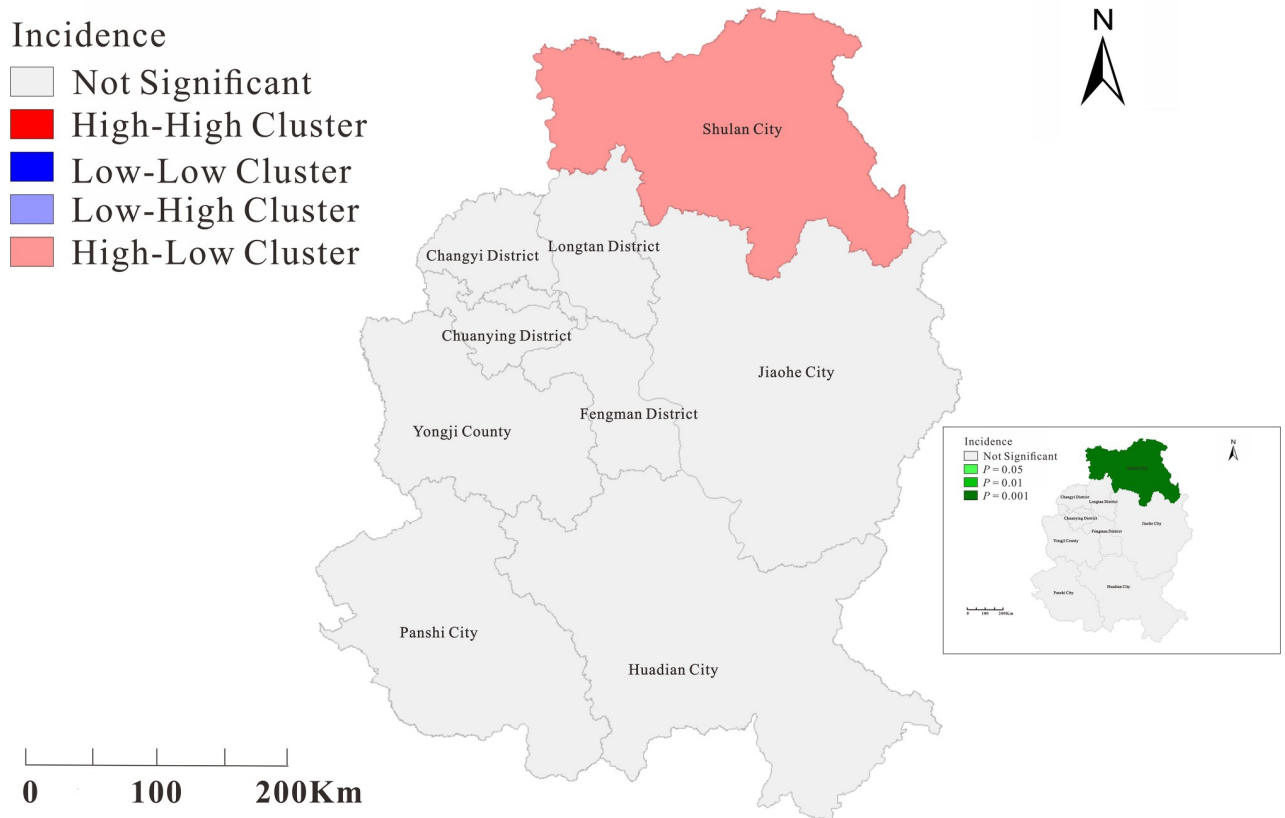 Incidence
Not Significant
High-High Cluster
Low-Low Cluster
Low-High Cluster
High-Low Cluster
N
Shulan City
Longtan District
Changyi District
Chuanying District
Jiaohe City
Fengman District
Yongji County
Panshi City
Huadian City
0 100 200Km
Incidence
Not Significant
P = 0.05
P = 0.01
P = 0.001
N
Changyi District
Longtan District
Chuanying District
Jiaohe City
Fengman District
Yongji County
Huadian City
Panshi City
0 100 200Km